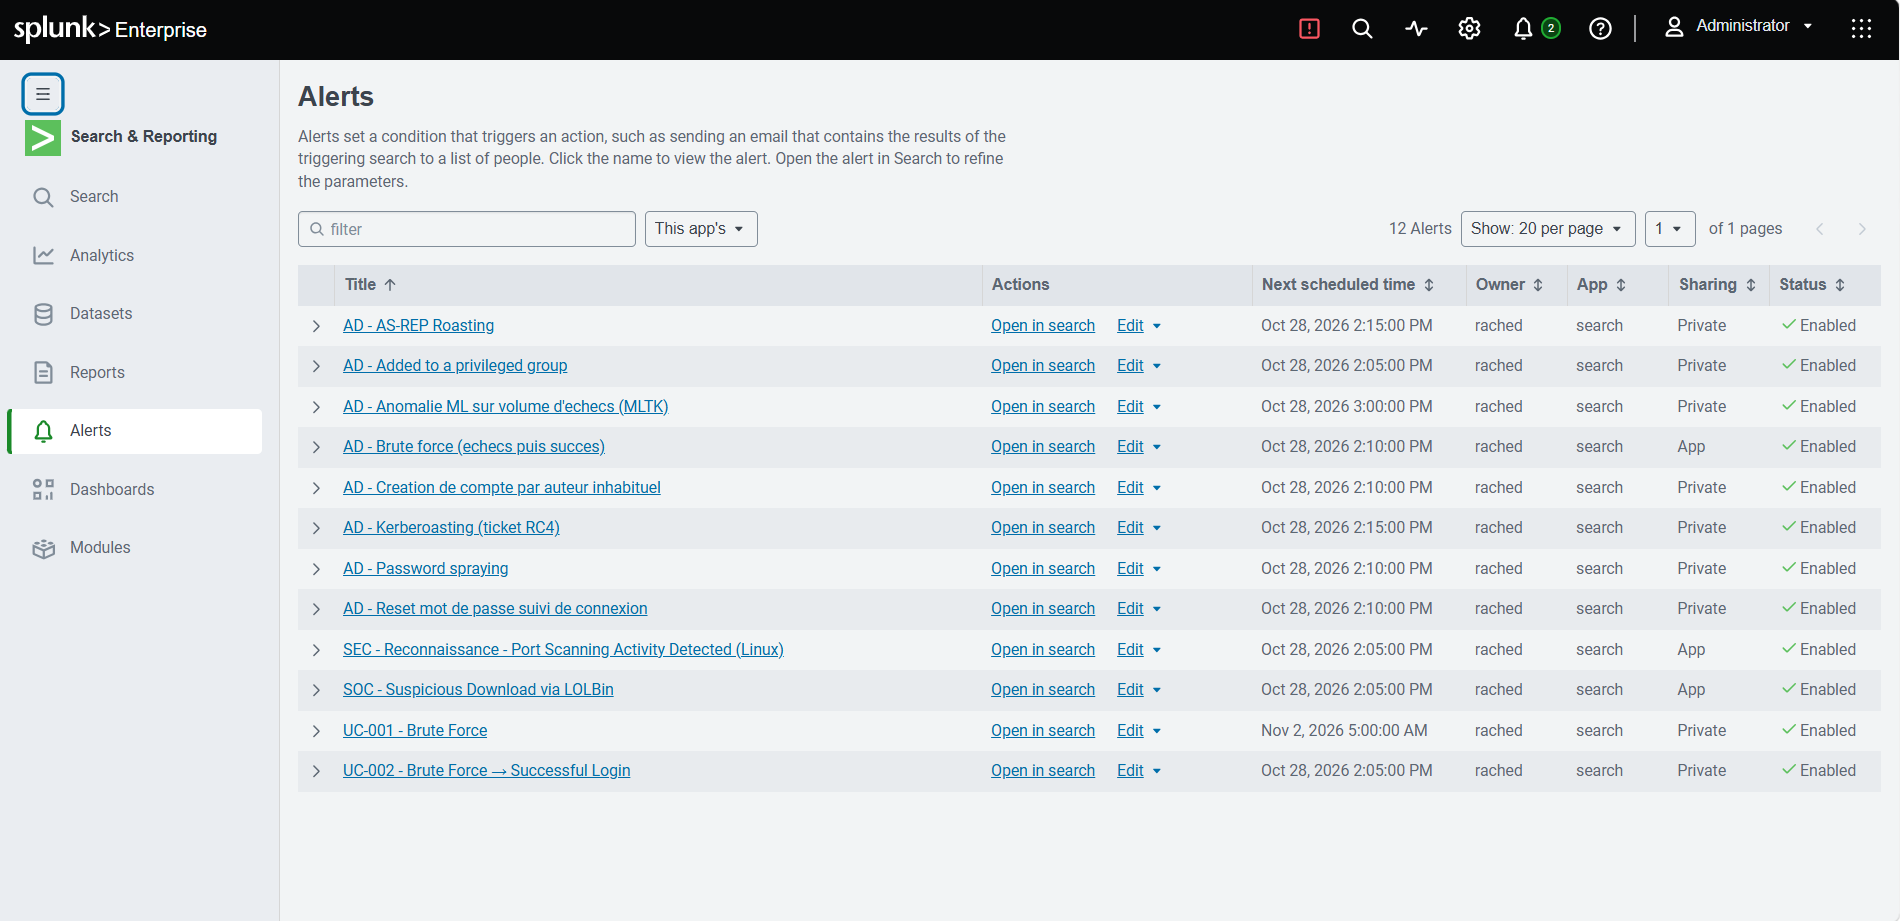 splunk> Enterprise
2
Administrator
Search & Reporting
Search
Analytics
Datasets
Reports
Alerts
Dashboards
Modules
Alerts
Alerts set a condition that triggers an action, such as sending an email that contains the results of the
triggering search to a list of people. Click the name to view the alert. Open the alert in Search to refine
the parameters.
filter
This app's
12 Alerts
Show: 20 per page
1
of 1 pages
Title Actions Next scheduled time Owner App Sharing Status
AD - AS-REP Roasting Open in search Edit Oct 28, 2026 2:15:00 PM rached search Private Enabled
AD - Added to a privileged group Open in search Edit Oct 28, 2026 2:05:00 PM rached search Private Enabled
AD - Anomalie ML sur volume d'echecs (MLTK) Open in search Edit Oct 28, 2026 3:00:00 PM rached search Private Enabled
AD - Brute force (echecs puis succes) Open in search Edit Oct 28, 2026 2:10:00 PM rached search App Enabled
AD - Creation de compte par auteur inhabituel Open in search Edit Oct 28, 2026 2:10:00 PM rached search Private Enabled
AD - Kerberoasting (ticket RC4) Open in search Edit Oct 28, 2026 2:15:00 PM rached search Private Enabled
AD - Password spraying Open in search Edit Oct 28, 2026 2:10:00 PM rached search Private Enabled
AD - Reset mot de passe suivi de connexion Open in search Edit Oct 28, 2026 2:10:00 PM rached search Private Enabled
SEC - Reconnaissance - Port Scanning Activity Detected (Linux) Open in search Edit Oct 28, 2026 2:05:00 PM rached search App Enabled
SOC - Suspicious Download via LOLBin Open in search Edit Oct 28, 2026 2:05:00 PM rached search App Enabled
UC-001 - Brute Force Open in search Edit Nov 2, 2026 5:00:00 AM rached search Private Enabled
UC-002 - Brute Force → Successful Login Open in search Edit Oct 28, 2026 2:05:00 PM rached search Private Enabled